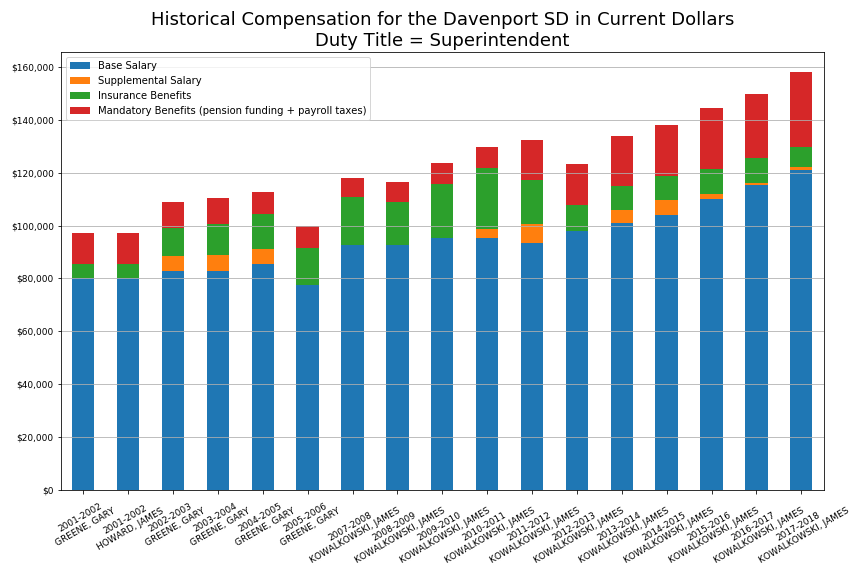 Historical Compensation for the Davenport SD in Current Dollars
Duty Title = Superintendent
Base Salary
Supplemental Salary
Insurance Benefits
Mandatory Benefits (pension funding + payroll taxes)
$160,000
$140,000
$120,000
$100,000
$80,000
$60,000
$40,000
$20,000
$0
2001-2002
GREENE, GARY
2001-2002
HOWARD, JAMES
2002-2003
GREENE, GARY
2003-2004
GREENE, GARY
2004-2005
GREENE, GARY
2005-2006
GREENE, GARY
2007-2008
KOWALKOWSKI, JAMES
2008-2009
KOWALKOWSKI, JAMES
2009-2010
KOWALKOWSKI, JAMES
2010-2011
KOWALKOWSKI, JAMES
2011-2012
KOWALKOWSKI, JAMES
2012-2013
KOWALKOWSKI, JAMES
2013-2014
KOWALKOWSKI, JAMES
2014-2015
KOWALKOWSKI, JAMES
2015-2016
KOWALKOWSKI, JAMES
2016-2017
KOWALKOWSKI, JAMES
2017-2018
KOWALKOWSKI, JAMES